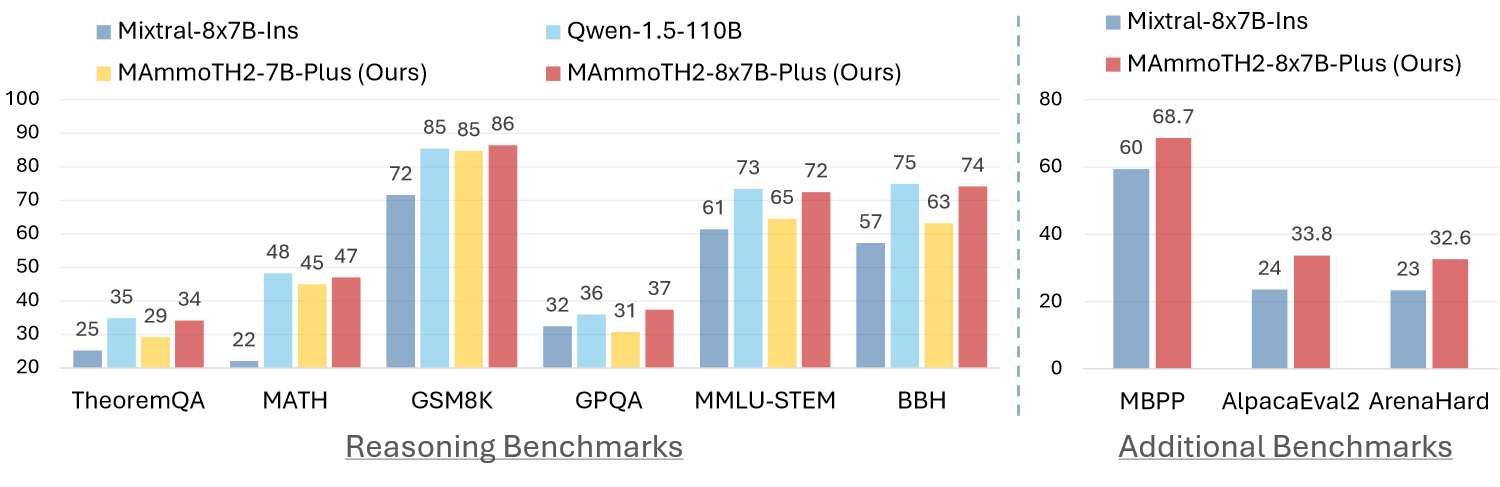 Mixtral-8x7B-Ins
Qwen-1.5-110B
MAmmoTH2-7B-Plus (Ours)
MAmmoTH2-8x7B-Plus (Ours)
100
90
80
70
60
50
40
30
20
25
35
29
34
22
48
45
47
72
85
85
86
32
36
31
37
61
73
65
72
57
75
63
74
TheoremQA
MATH
GSM8K
GPQA
MMLU-STEM
BBH
Reasoning Benchmarks
Mixtral-8x7B-Ins
MAmmoTH2-8x7B-Plus (Ours)
80
60
40
20
0
60
68.7
24
33.8
23
32.6
MBPP
AlpacaEval2
ArenaHard
Additional Benchmarks